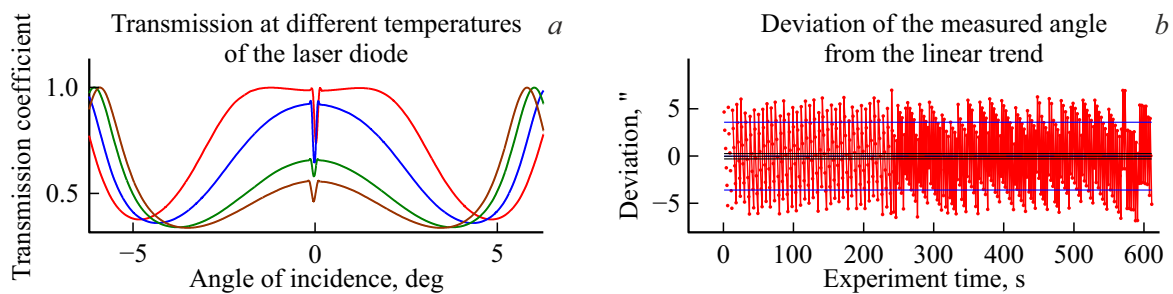 Transmission at different temperatures
of the laser diode
a
Transmission coefficient
1.0
0.5
−5
0
5
Angle of incidence, deg
Deviation of the measured angle
from the linear trend
b
Deviation, "
5
0
−5
0
100
200
300
400
500
600
Experiment time, s